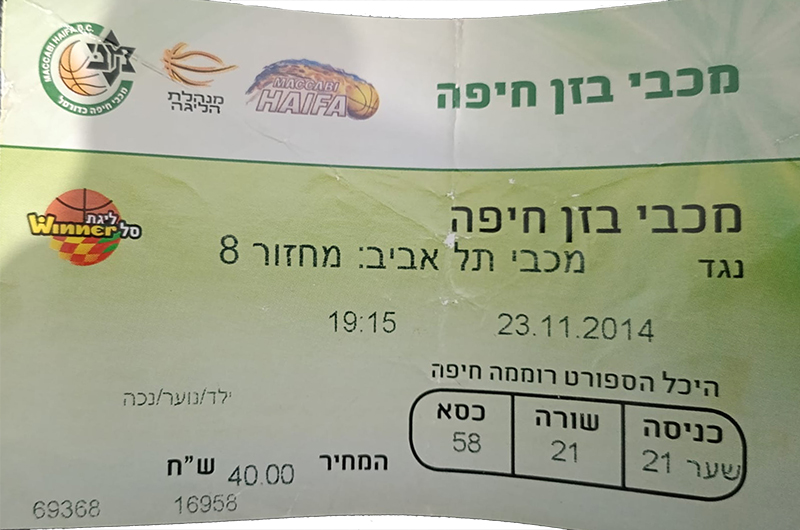 MACCABI HAIFA B.C.
מכבי חיפה כדורסל
מנהלת
הליגה
MACCABI
HAIFA
מכבי בזן חיפה
ליגת
Winner סל
מכבי בזן חיפה
נגד מכבי תל אביב: מחזור 8
23.11.2014 19:15
היכל הספורט רוממה חיפה
ילד/נוער/נכה
כניסה שורה כסא
שער 21 21 58
המחיר 40.00 ש"ח
69368 16958